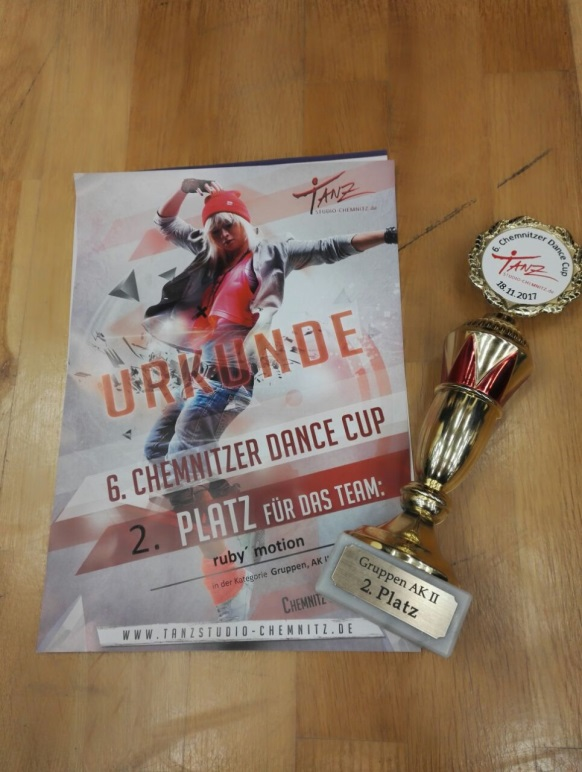 TANZ
STUDIO-CHEMNITZ.de
URKUNDE
6. CHEMNITZER DANCE CUP
2. PLATZ FÜR DAS TEAM:
ruby´ motion
in der Kategorie Gruppen, AK II
CHEMNITZ
WWW.TANZSTUDIO-CHEMNITZ.DE
6. Chemnitzer Dance Cup
TANZ
STUDIO-CHEMNITZ.de
18.11.2017
Gruppen AK II
2. Platz